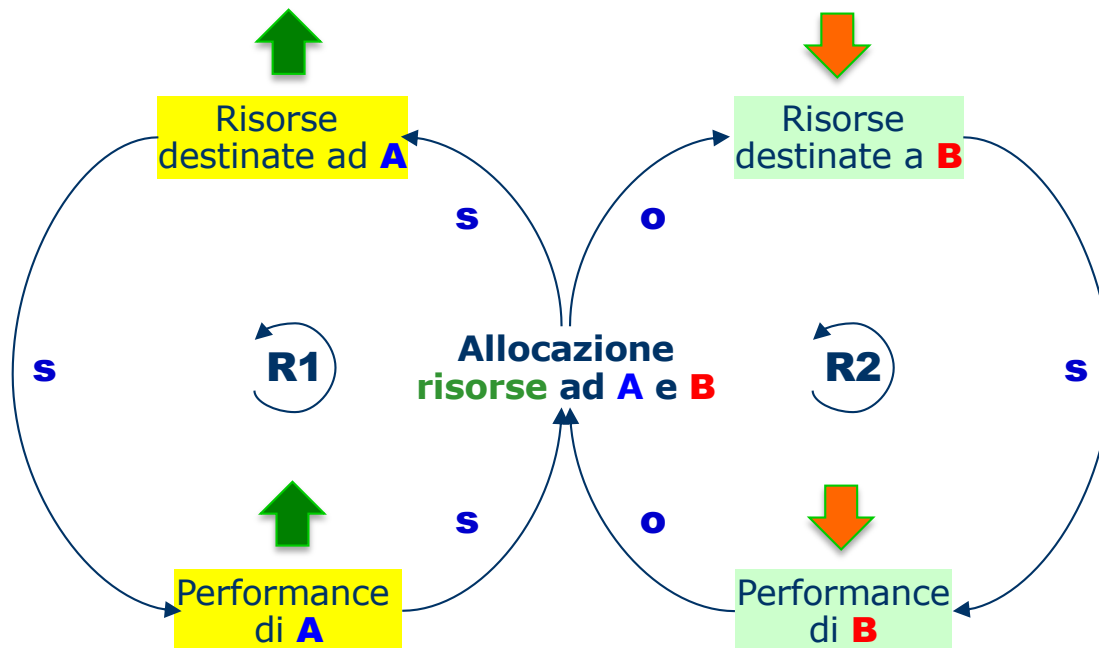 Risorse
destinate ad A
Risorse
destinate a B
s
o
s
R1
Allocazione
risorse ad A e B
R2
s
s
o
Performance
di A
Performance
di B